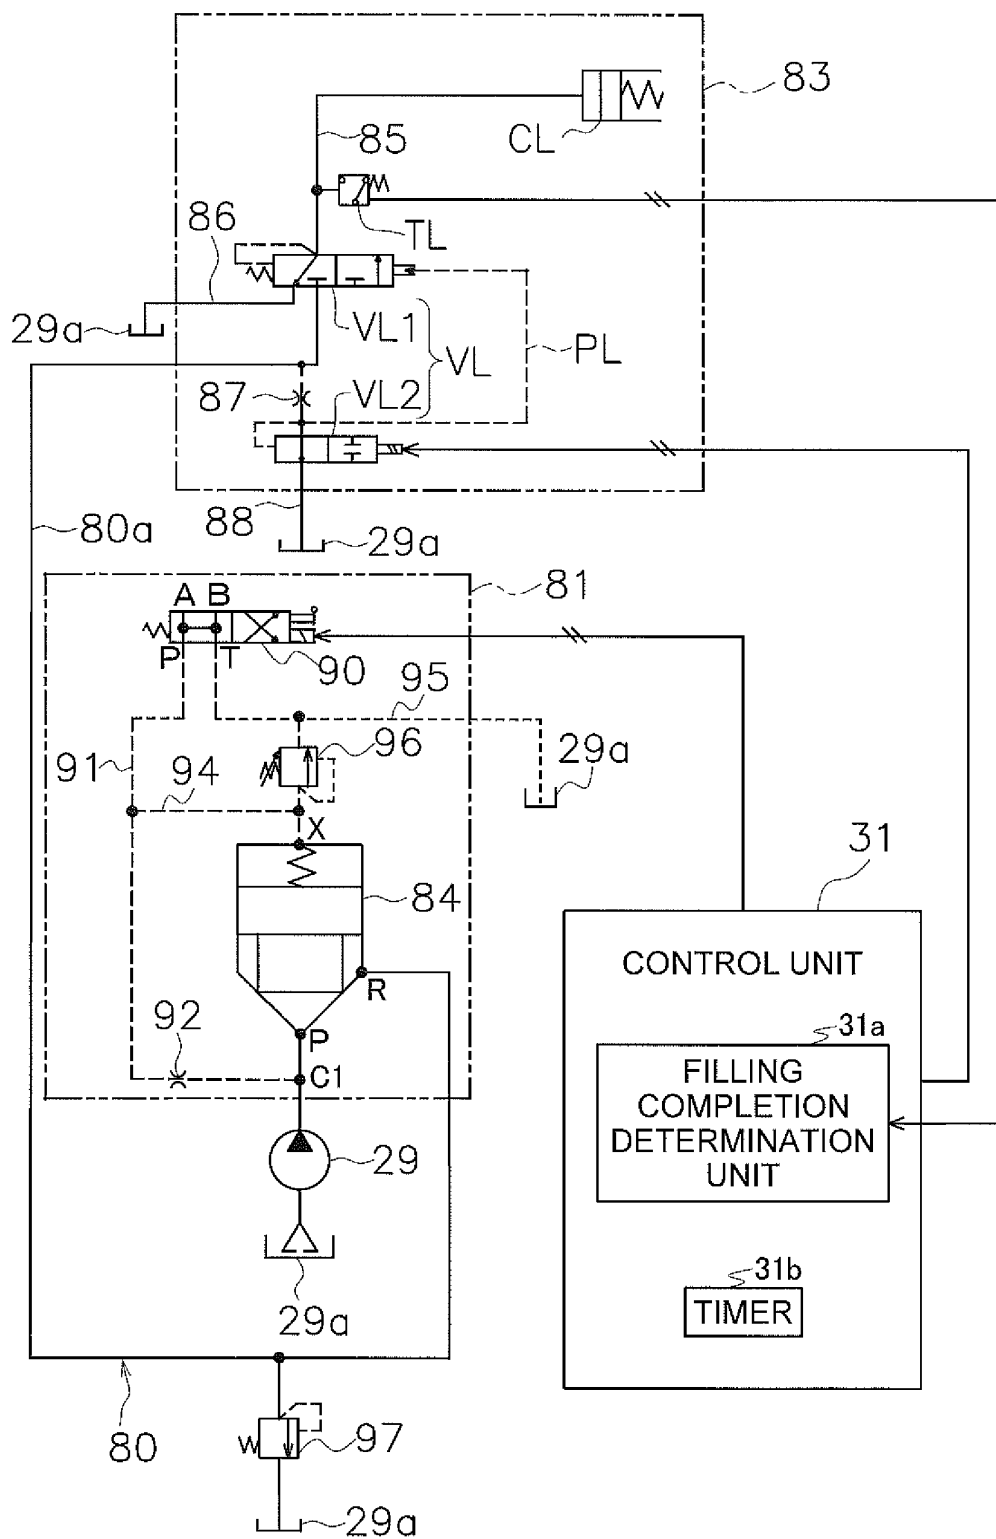 83
85
CL
86
TL
29a
VL1
VL
PL
87
VL2
80a
88
29a
81
A B
P T
90
95
96
29a
91
94
X
31
84
CONTROL UNIT
R
92
P
31a
C1
FILLING
COMPLETION
DETERMINATION
UNIT
29
29a
31b
TIMER
80
97
29a